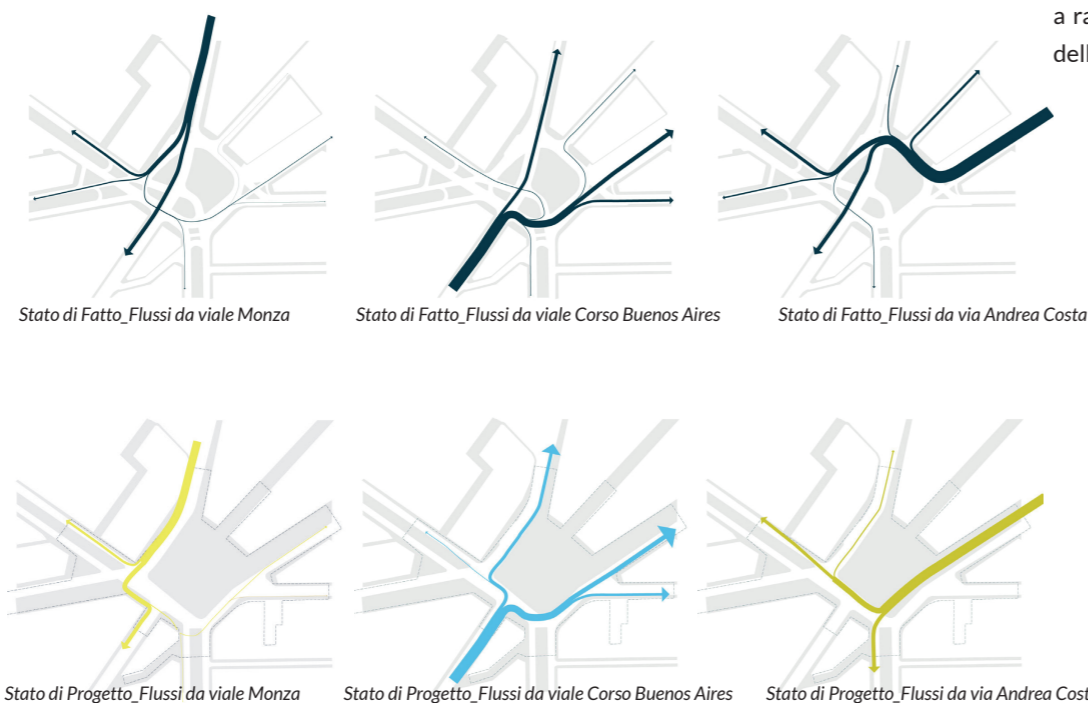 a ra
dell
Stato di Fatto_Flussi da viale Monza
Stato di Fatto_Flussi da viale Corso Buenos Aires
Stato di Fatto_Flussi da via Andrea Costa
Stato di Progetto_Flussi da viale Monza
Stato di Progetto_Flussi da viale Corso Buenos Aires
Stato di Progetto_Flussi da via Andrea Cost